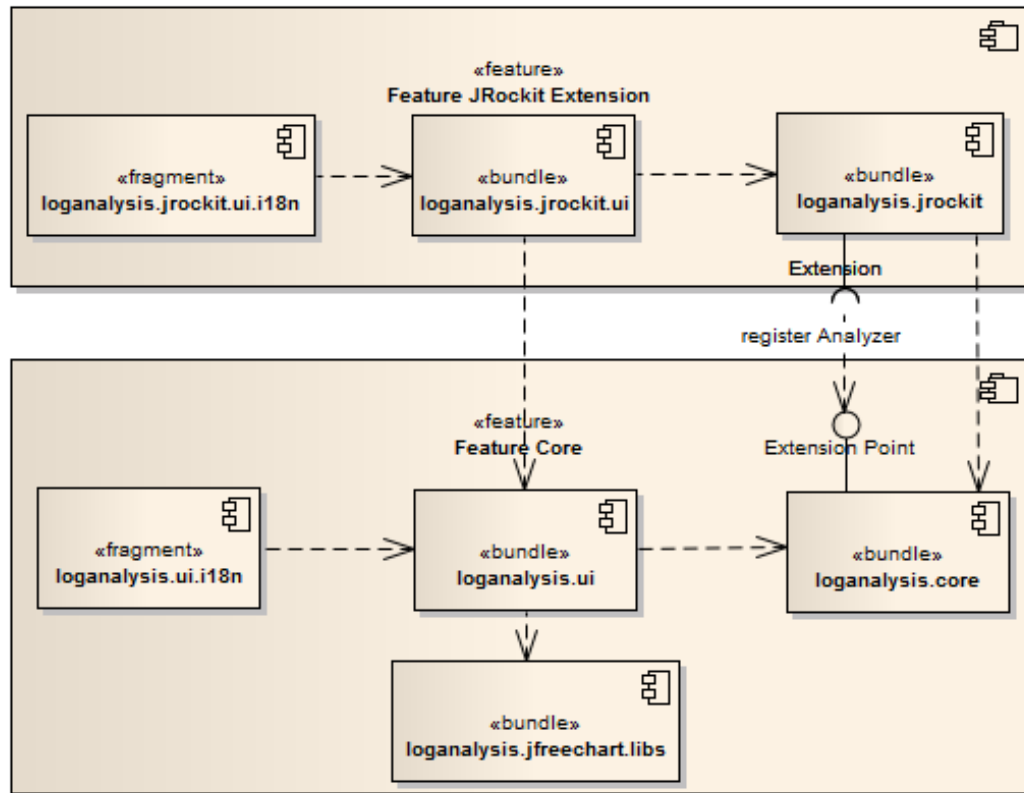 «feature»
Feature JRockit Extension
«fragment»
loganalysis.jrockit.ui.i18n
«bundle»
loganalysis.jrockit.ui
«bundle»
loganalysis.jrockit
Extension
register Analyzer
«feature»
Feature Core
Extension Point
«fragment»
loganalysis.ui.i18n
«bundle»
loganalysis.ui
«bundle»
loganalysis.core
«bundle»
loganalysis.jfreechart.libs